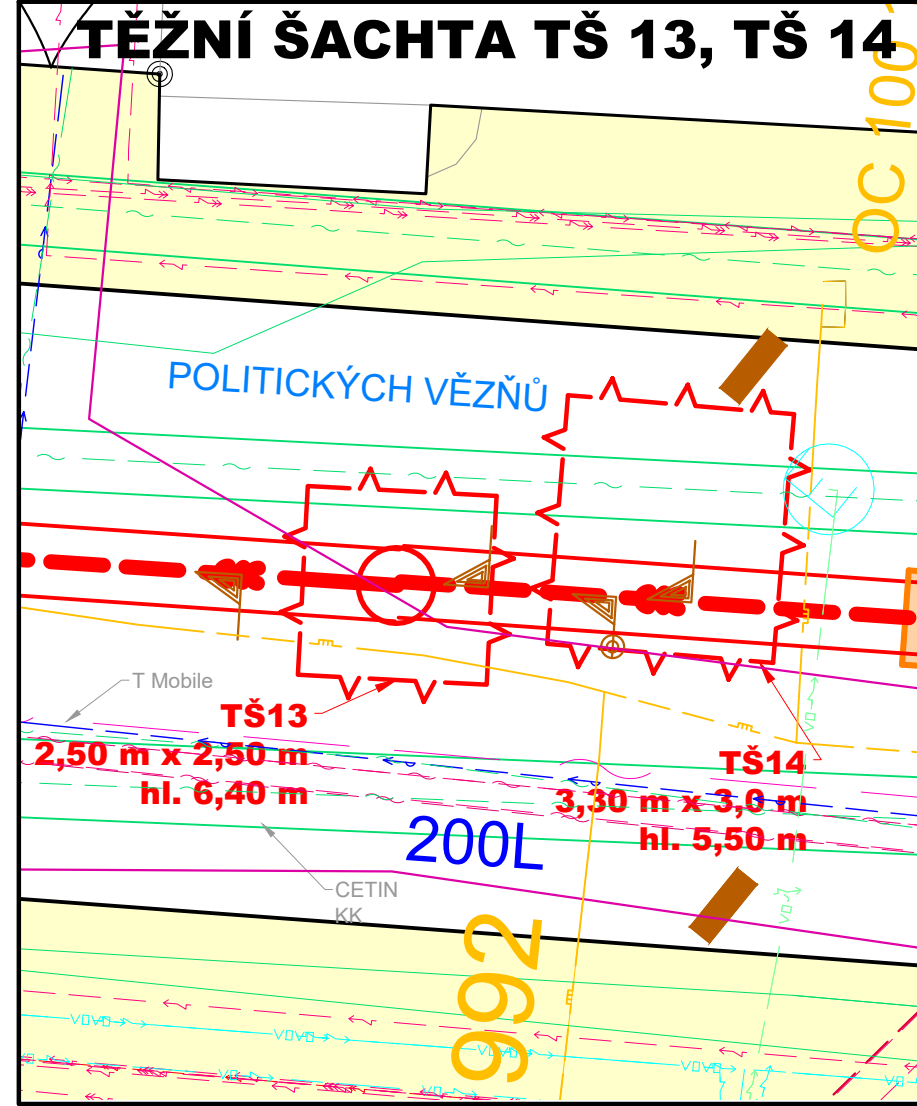 TĚŽNÍ ŠACHTA TŠ 13, TŠ 14
OC 100
POLITICKÝCH VĚZŇŮ
T Mobile
TŠ13
2,50 m x 2,50 m
hl. 6,40 m
TŠ14
3,30 m x 3,0 m
hl. 5,50 m
200L
CETIN
KK
992